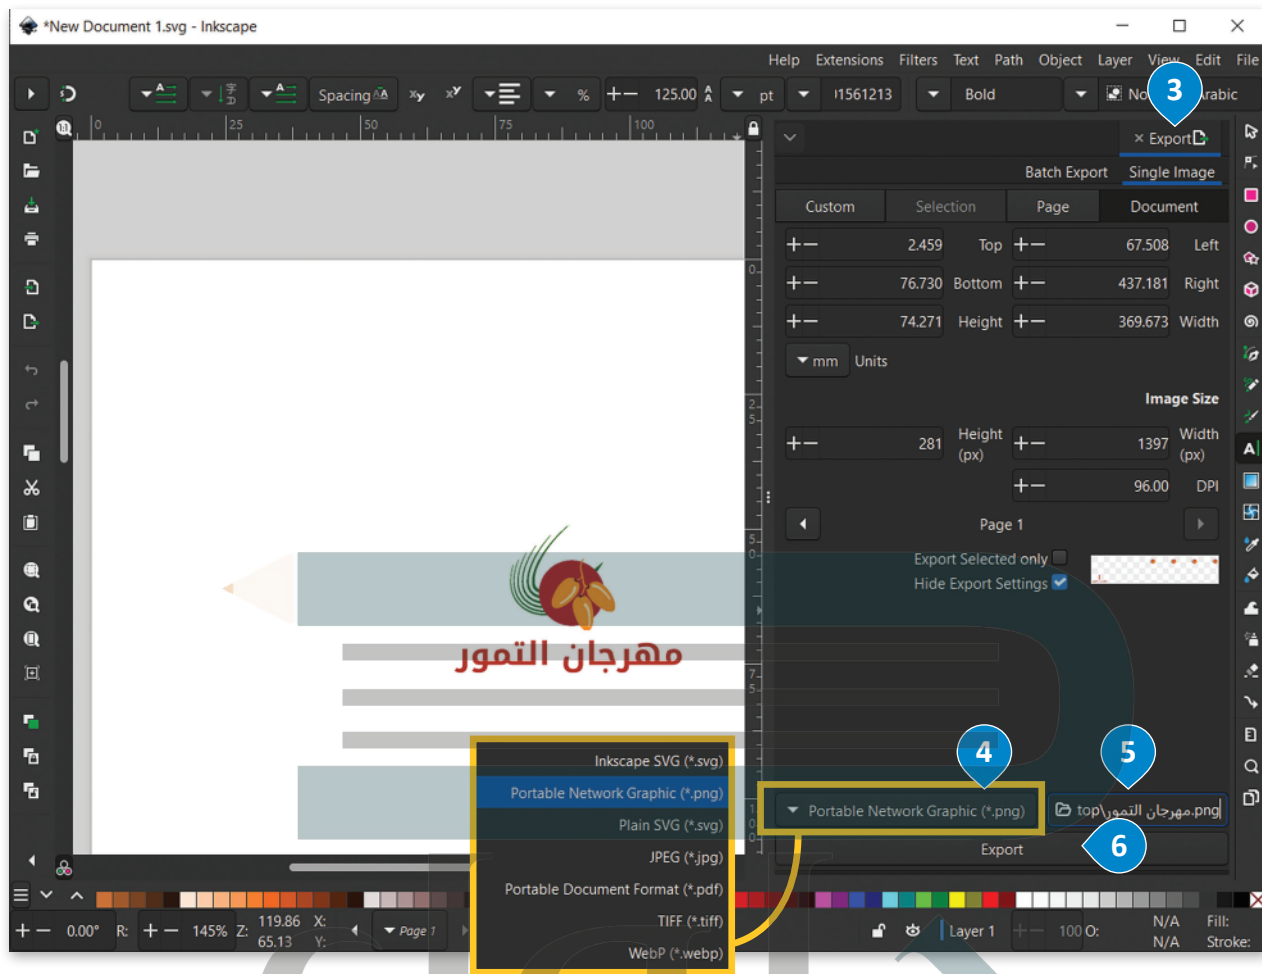 *New Document 1.svg - Inkscape
File Edit View Layer Object Path Text Filters Extensions Help
3
Spacing
%
125.00
pt
11561213
Bold
0 25 50 75 100
Export
Batch Export Single Image
Custom Selection Page Document
2.459 Top 67.508 Left
76.730 Bottom 437.181 Right
74.271 Height 369.673 Width
mm Units
Image Size
281 Height (px) 1397 Width (px)
96.00 DPI
Page 1
Export Selected only
Hide Export Settings
مهرجان التمور
4
5
Inkscape SVG (*.svg)
Portable Network Graphic (*.png)
Plain SVG (*.svg)
JPEG (*.jpg)
Portable Document Format (*.pdf)
TIFF (*.tiff)
WebP (*.webp)
Portable Network Graphic (*.png)
top\مهرجان التمور.png
Export
6
0.00° R: 145% Z: 119.86 X:
65.13 Y:
Page 1
Layer 1
100 O:
N/A Fill:
N/A Stroke: